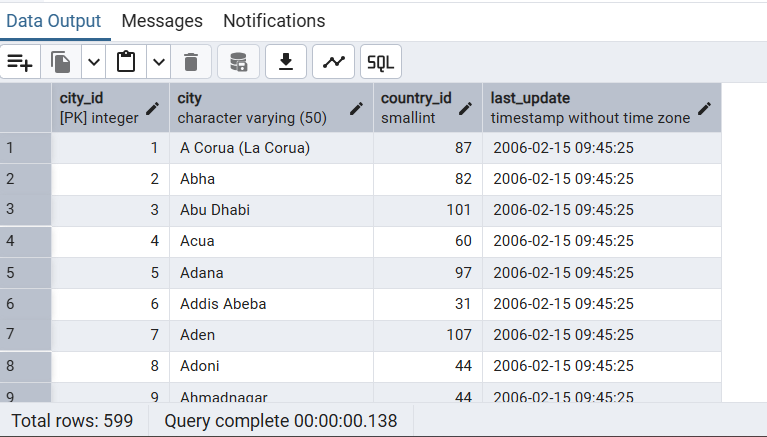 Data Output Messages Notifications
SQL
city_id city country_id last_update
[PK] integer character varying (50) smallint timestamp without time zone
1 1 A Corua (La Corua) 87 2006-02-15 09:45:25
2 2 Abha 82 2006-02-15 09:45:25
3 3 Abu Dhabi 101 2006-02-15 09:45:25
4 4 Acua 60 2006-02-15 09:45:25
5 5 Adana 97 2006-02-15 09:45:25
6 6 Addis Abeba 31 2006-02-15 09:45:25
7 7 Aden 107 2006-02-15 09:45:25
8 8 Adoni 44 2006-02-15 09:45:25
9 9 Ahmadnagar 44 2006-02-15 09:45:25
Total rows: 599 Query complete 00:00:00.138